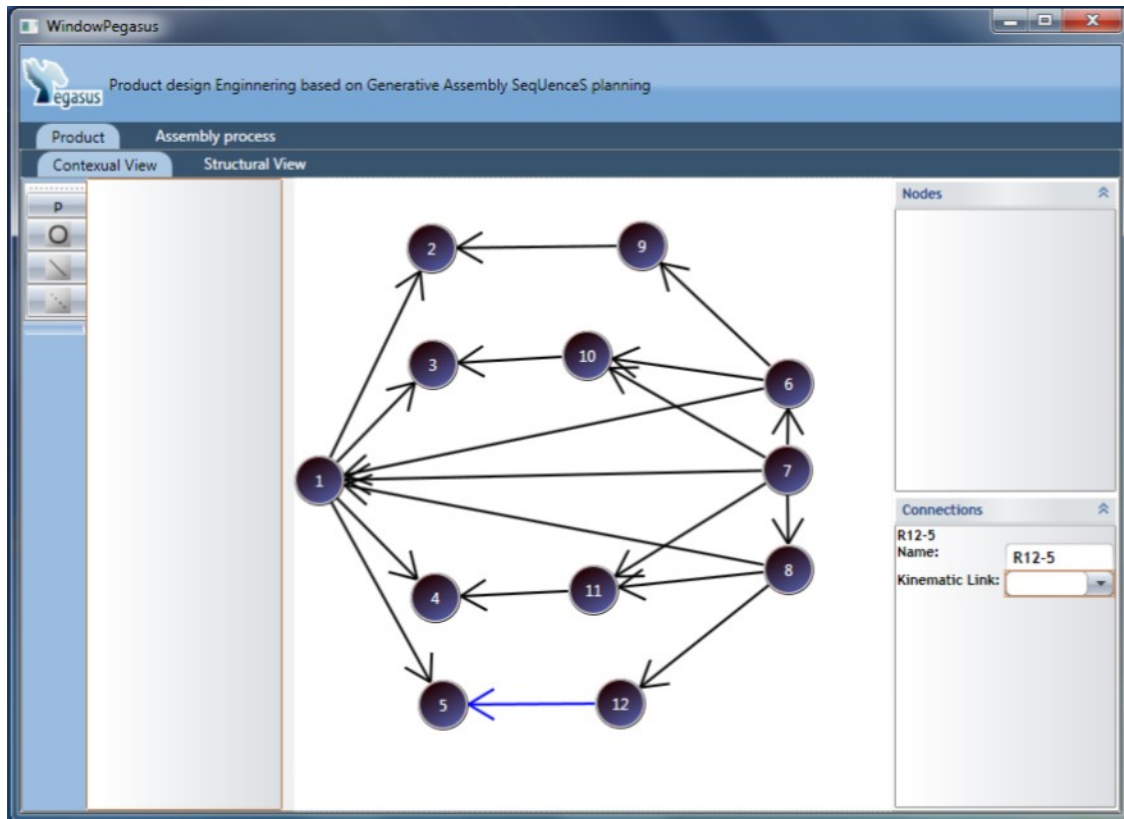 WindowPegasus
Pegasus
Product design Enginnering based on Generative Assembly SeqUenceS planning
Product Assembly process
Contexual View Structural View
P
Nodes
2
9
3
10
6
1
7
8
4
11
5
12
Connections
R12-5
Name: R12-5
Kinematic Link: